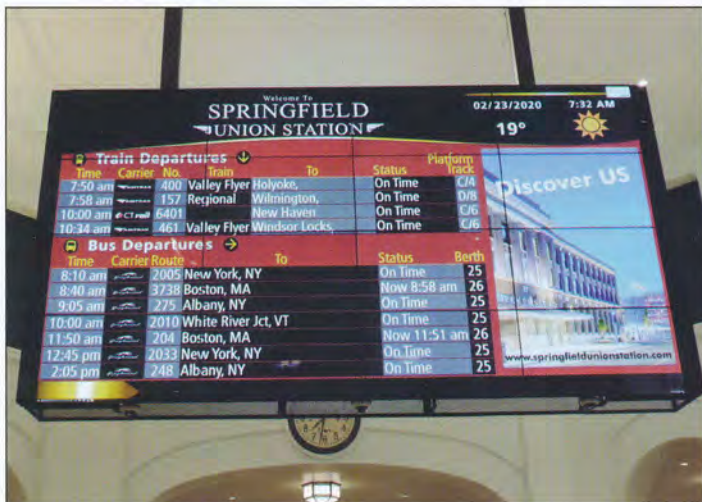 Welcome To
SPRINGFIELD
UNION STATION
02/23/2020 7:32 AM
19°
Train Departures
Time Carrier No. Train To Status Platform Track
7:50 am 400 Valley Flyer Holyoke, On Time C/4
7:58 am 157 Regional Wilmington, On Time D/8
10:00 am CTrail 6401 New Haven On Time C/6
10:34 am 461 Valley Flyer Windsor Locks, On Time C/6
Bus Departures
Time Carrier Route To Status Berth
8:10 am 2005 New York, NY On Time 25
8:40 am 3738 Boston, MA Now 8:58 am 26
9:05 am 275 Albany, NY On Time 25
10:00 am 2010 White River Jct, VT On Time 25
11:50 am 204 Boston, MA Now 11:51 am 26
12:45 pm 2033 New York, NY On Time 25
2:05 pm 248 Albany, NY On Time 25
Discover US
www.springfieldunionstation.com